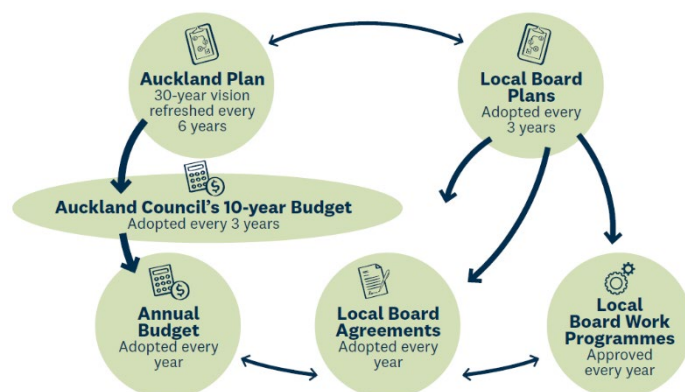 Auckland Plan
30-year vision
refreshed every
6 years
Local Board
Plans
Adopted every
3 years
$
Auckland Council's 10-year Budget
Adopted every 3 years
$
Annual
Budget
Adopted every
year
Local Board
Agreements
Adopted every
year
Local
Board Work
Programmes
Approved
every year